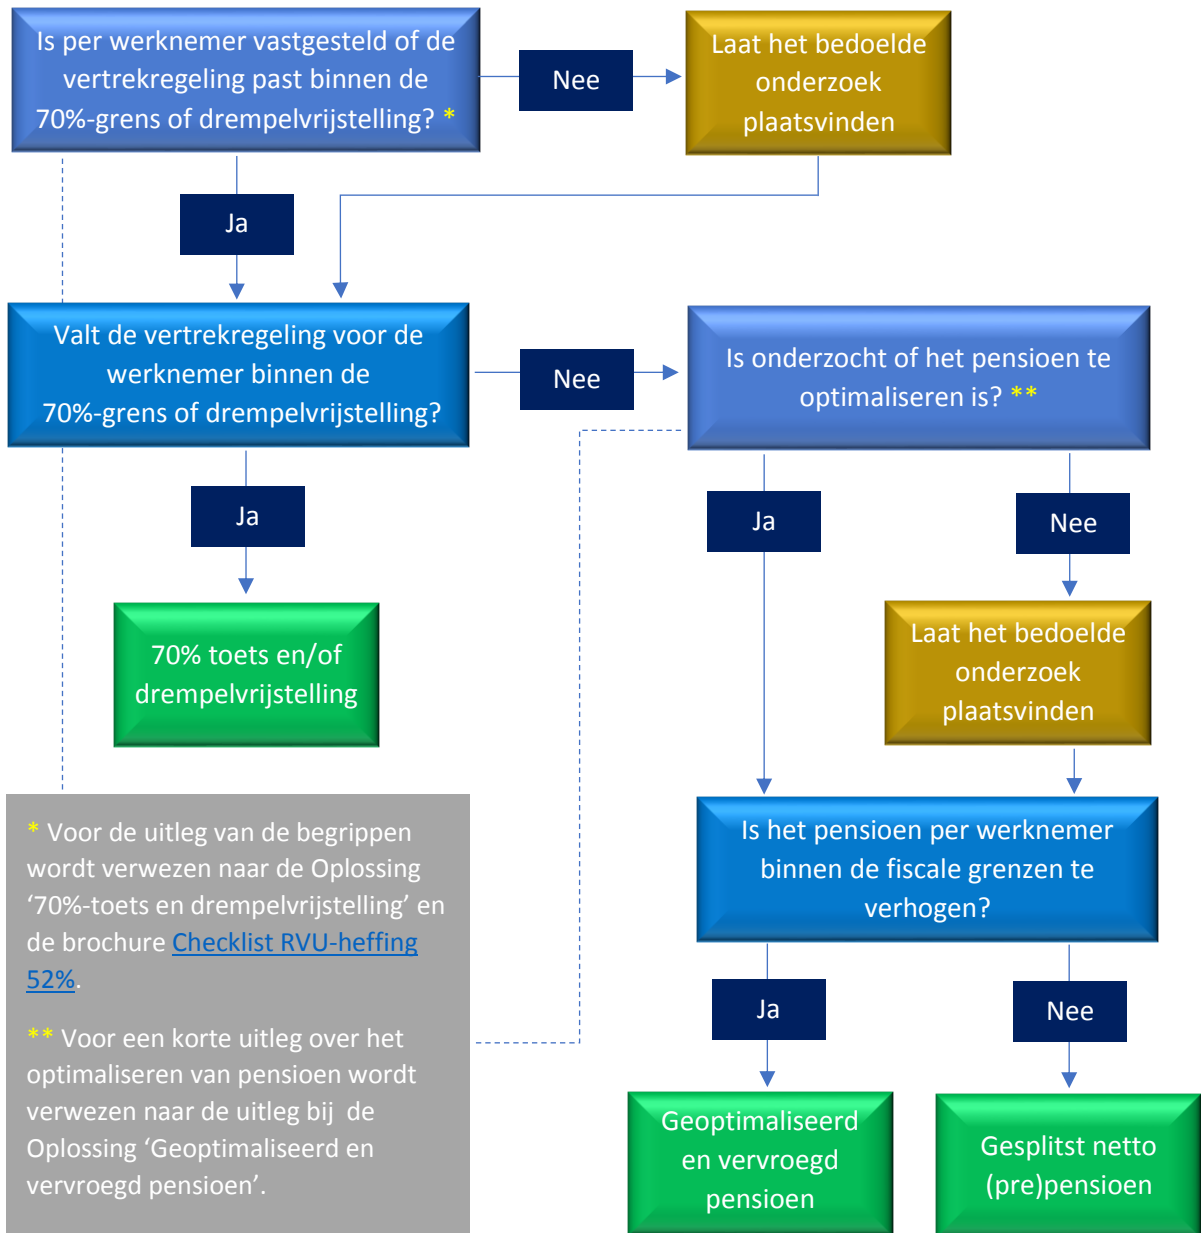 Is per werknemer vastgesteld of de
vertrekregeling past binnen de
70%-grens of drempelvrijstelling? *
Nee
Laat het bedoelde
onderzoek
plaatsvinden
Ja
Valt de vertrekregeling voor de
werknemer binnen de
70%-grens of drempelvrijstelling?
Nee
Is onderzocht of het pensioen te
optimaliseren is? **
Ja
70% toets en/of
drempelvrijstelling
Ja
Nee
Laat het bedoelde
onderzoek
plaatsvinden
Is het pensioen per werknemer
binnen de fiscale grenzen te
verhogen?
Ja
Nee
Geoptimaliseerd
en vervroegd
pensioen
Gesplitst netto
(pre)pensioen
* Voor de uitleg van de begrippen
wordt verwezen naar de Oplossing
‘70%-toets en drempelvrijstelling’ en
de brochure Checklist RVU-heffing
52%.
** Voor een korte uitleg over het
optimaliseren van pensioen wordt
verwezen naar de uitleg bij de
Oplossing ‘Geoptimaliseerd en
vervroegd pensioen’.